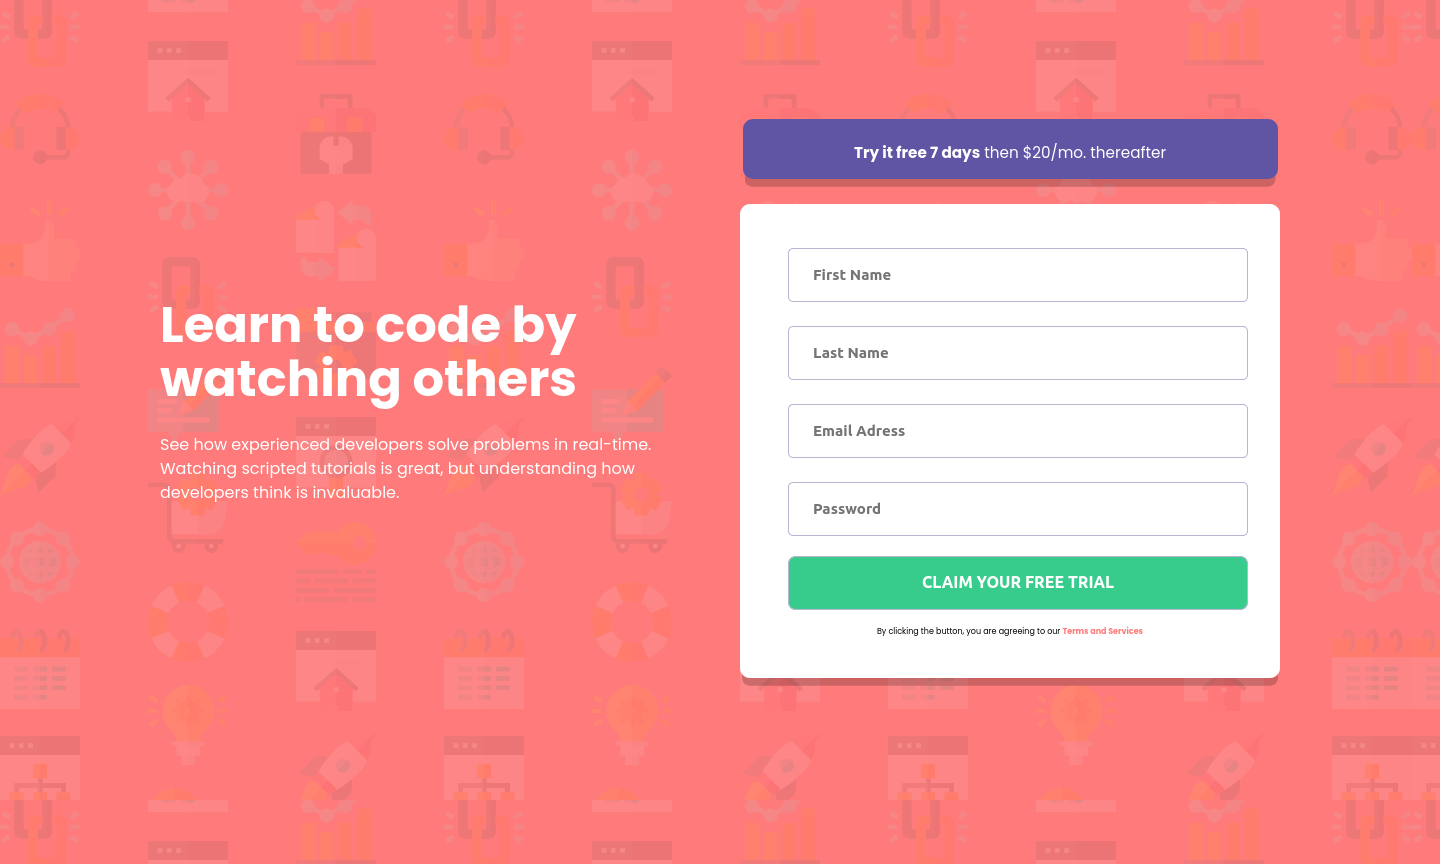 Learn to code by
watching others
See how experienced developers solve problems in real-time.
Watching scripted tutorials is great, but understanding how
developers think is invaluable.
Try it free 7 days then $20/mo. thereafter
First Name
Last Name
Email Adress
Password
CLAIM YOUR FREE TRIAL
By clicking the button, you are agreeing to our Terms and Services